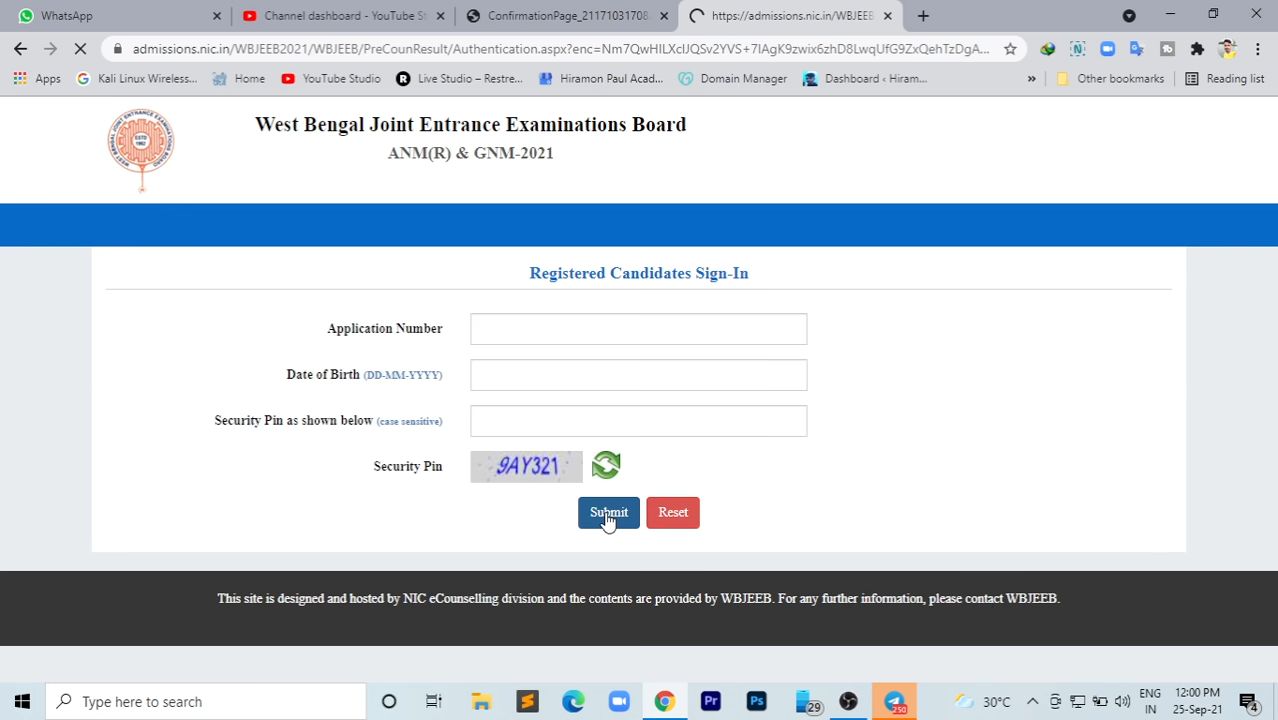 WhatsApp
Channel dashboard - YouTube S
ConfirmationPage_21171031708
https://admissions.nic.in/WBJEEB
admissions.nic.in/WBJEEB2021/WBJEEB/PreCounResult/Authentication.aspx?enc=Nm7QwHILXcIJQSv2YVS+7IAgK9zwix6zhD8LwqUfG9ZxQehTzDgA...
Apps
Kali Linux Wireless...
Home
YouTube Studio
Live Studio – Restre...
Hiramon Paul Acad...
Domain Manager
Dashboard ‹ Hiram...
»
Other bookmarks
Reading list
West Bengal Joint Entrance Examinations Board
ANM(R) & GNM-2021
Registered Candidates Sign-In
Application Number
Date of Birth (DD-MM-YYYY)
Security Pin as shown below (case sensitive)
Security Pin
9AY321
Submit
Reset
This site is designed and hosted by NIC eCounselling division and the contents are provided by WBJEEB. For any further information, please contact WBJEEB.
Type here to search
29
250
30°C
ENG
IN
12:00 PM
25-Sep-21
4